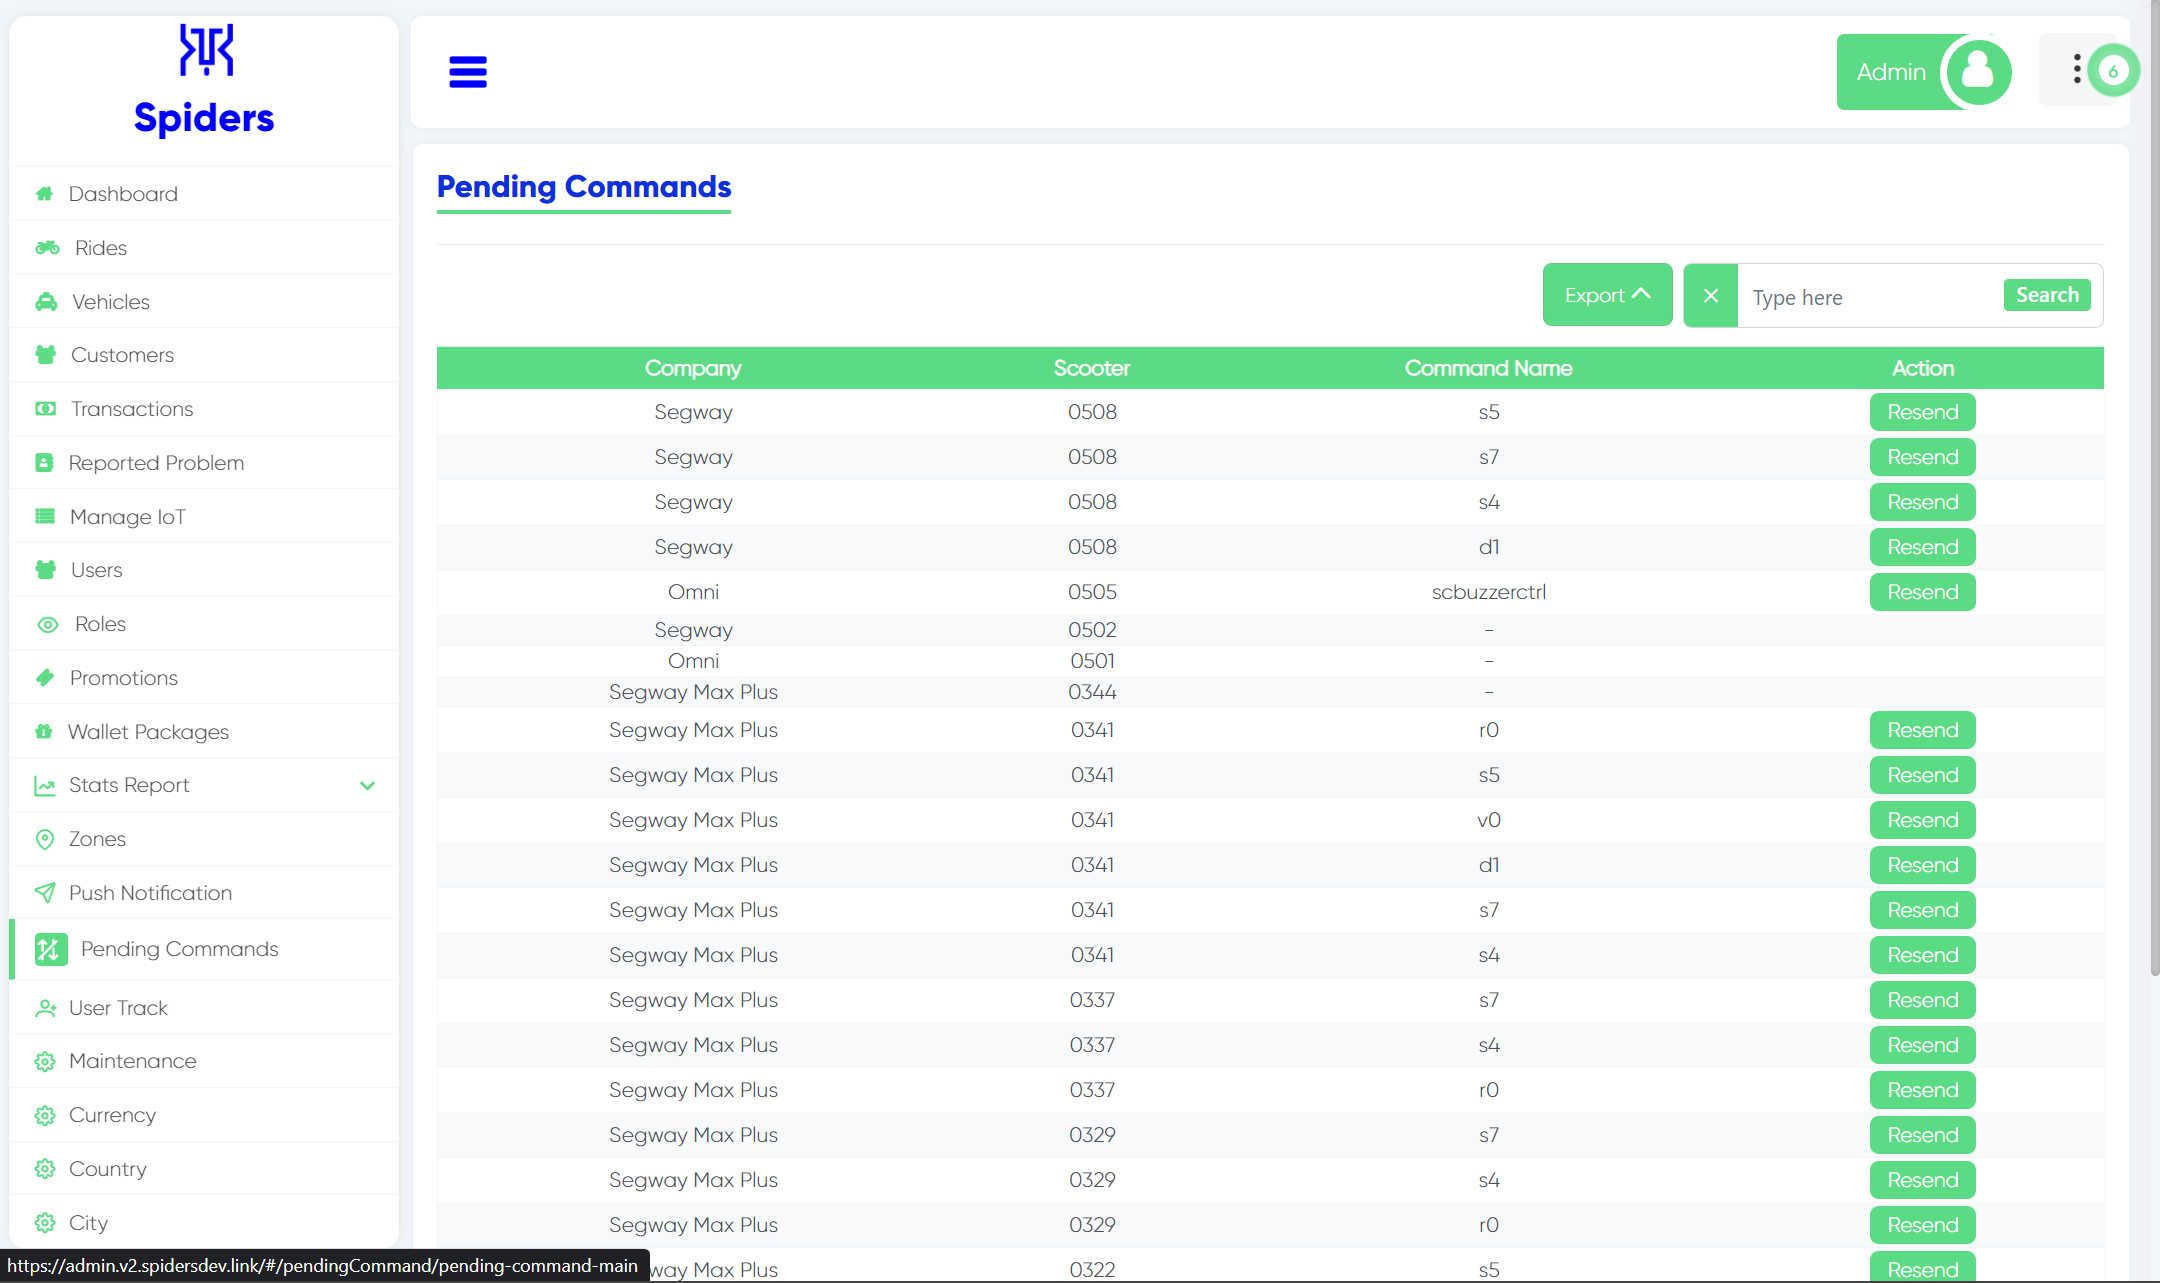 Spiders
Dashboard
Rides
Vehicles
Customers
Transactions
Reported Problem
Manage IoT
Users
Roles
Promotions
Wallet Packages
Stats Report
Zones
Push Notification
Pending Commands
User Track
Maintenance
Currency
Country
City
https://admin.v2.spidersdev.link/#/pendingCommand/pending-command-main
Admin
6
Pending Commands
Export
Type here
Search
Company Scooter Command Name Action
Segway 0508 s5 Resend
Segway 0508 s7 Resend
Segway 0508 s4 Resend
Segway 0508 d1 Resend
Omni 0505 scbuzzerctrl Resend
Segway 0502 -
Omni 0501 -
Segway Max Plus 0344 -
Segway Max Plus 0341 r0 Resend
Segway Max Plus 0341 s5 Resend
Segway Max Plus 0341 v0 Resend
Segway Max Plus 0341 d1 Resend
Segway Max Plus 0341 s7 Resend
Segway Max Plus 0341 s4 Resend
Segway Max Plus 0337 s7 Resend
Segway Max Plus 0337 s4 Resend
Segway Max Plus 0337 r0 Resend
Segway Max Plus 0329 s7 Resend
Segway Max Plus 0329 s4 Resend
Segway Max Plus 0329 r0 Resend
way Max Plus 0322 s5 Resend